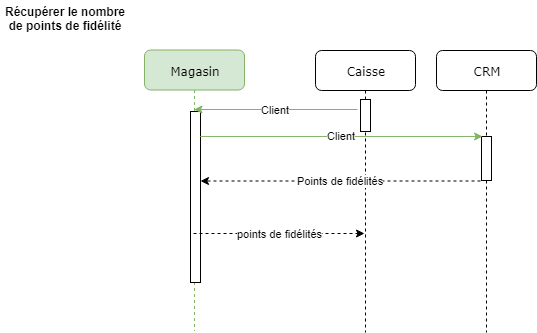 Récupérer le nombre
de points de fidélité
Magasin
Caisse
CRM
Client
Client
Points de fidélités
points de fidélités